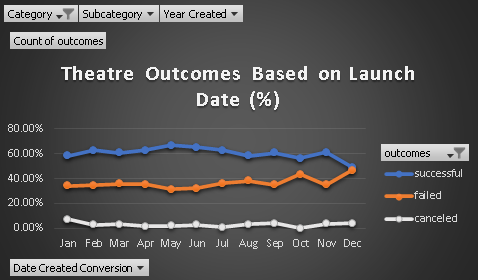 Category Subcategory Year Created
Count of outcomes
Theatre Outcomes Based on Launch
Date (%)
80.00%
60.00%
40.00%
20.00%
0.00%
Jan Feb Mar Apr May Jun Jul Aug Sep Oct Nov Dec
outcomes
successful
failed
canceled
Date Created Conversion